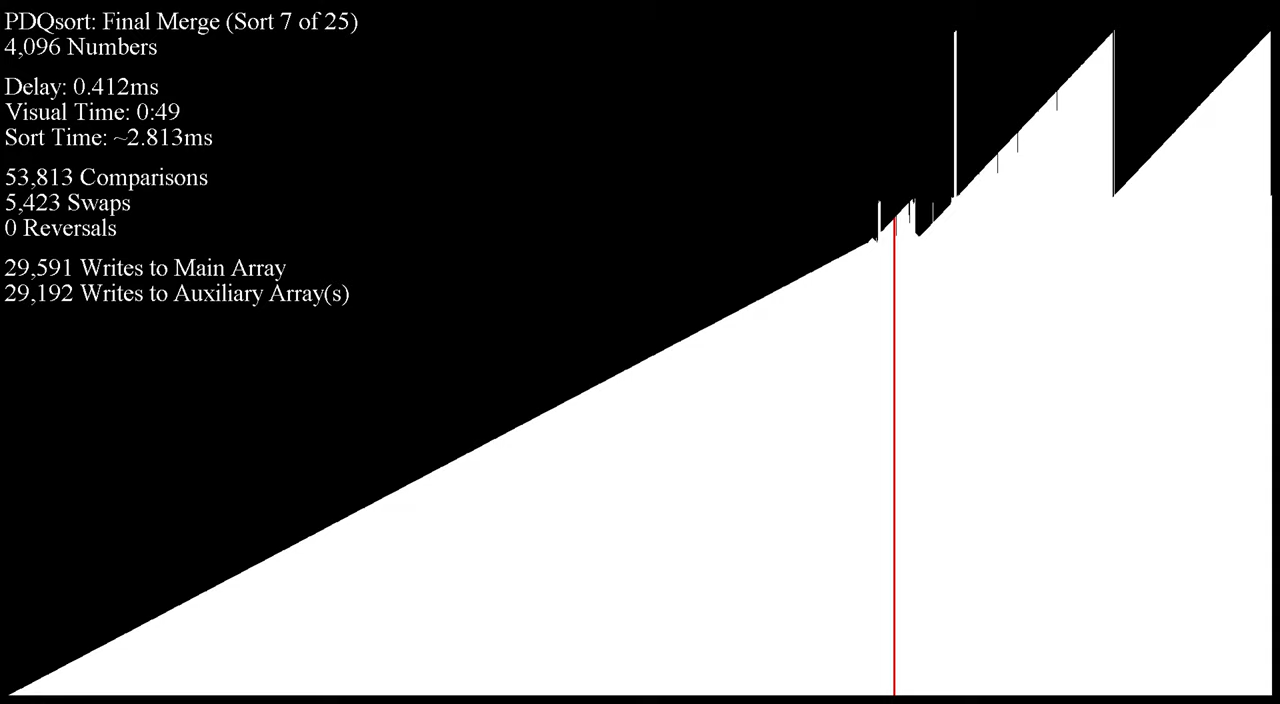 PDQsort: Final Merge (Sort 7 of 25)
4,096 Numbers
Delay: 0.412ms
Visual Time: 0:49
Sort Time: ~2.813ms
53,813 Comparisons
5,423 Swaps
0 Reversals
29,591 Writes to Main Array
29,192 Writes to Auxiliary Array(s)